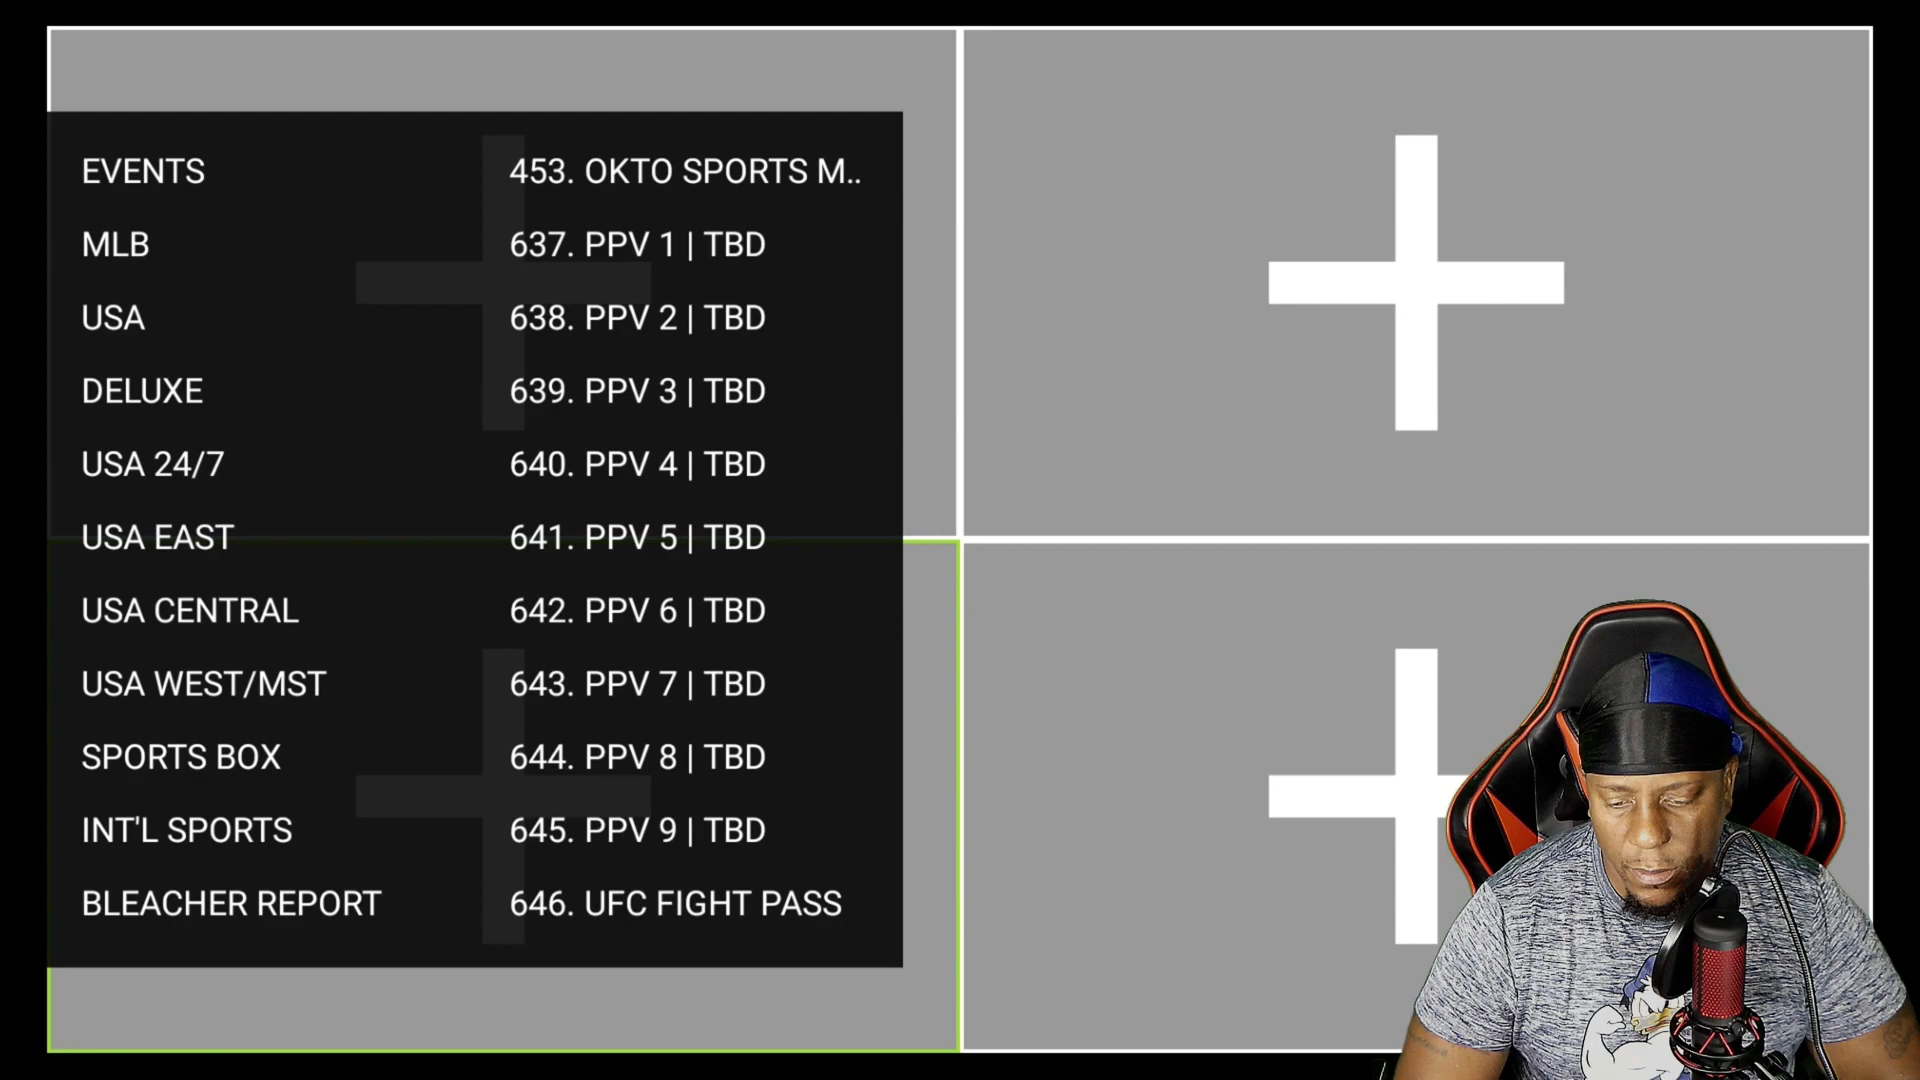 EVENTS
MLB
USA
DELUXE
USA 24/7
USA EAST
USA CENTRAL
USA WEST/MST
SPORTS BOX
INT'L SPORTS
BLEACHER REPORT
453. OKTO SPORTS M..
637. PPV 1 | TBD
638. PPV 2 | TBD
639. PPV 3 | TBD
640. PPV 4 | TBD
641. PPV 5 | TBD
642. PPV 6 | TBD
643. PPV 7 | TBD
644. PPV 8 | TBD
645. PPV 9 | TBD
646. UFC FIGHT PASS